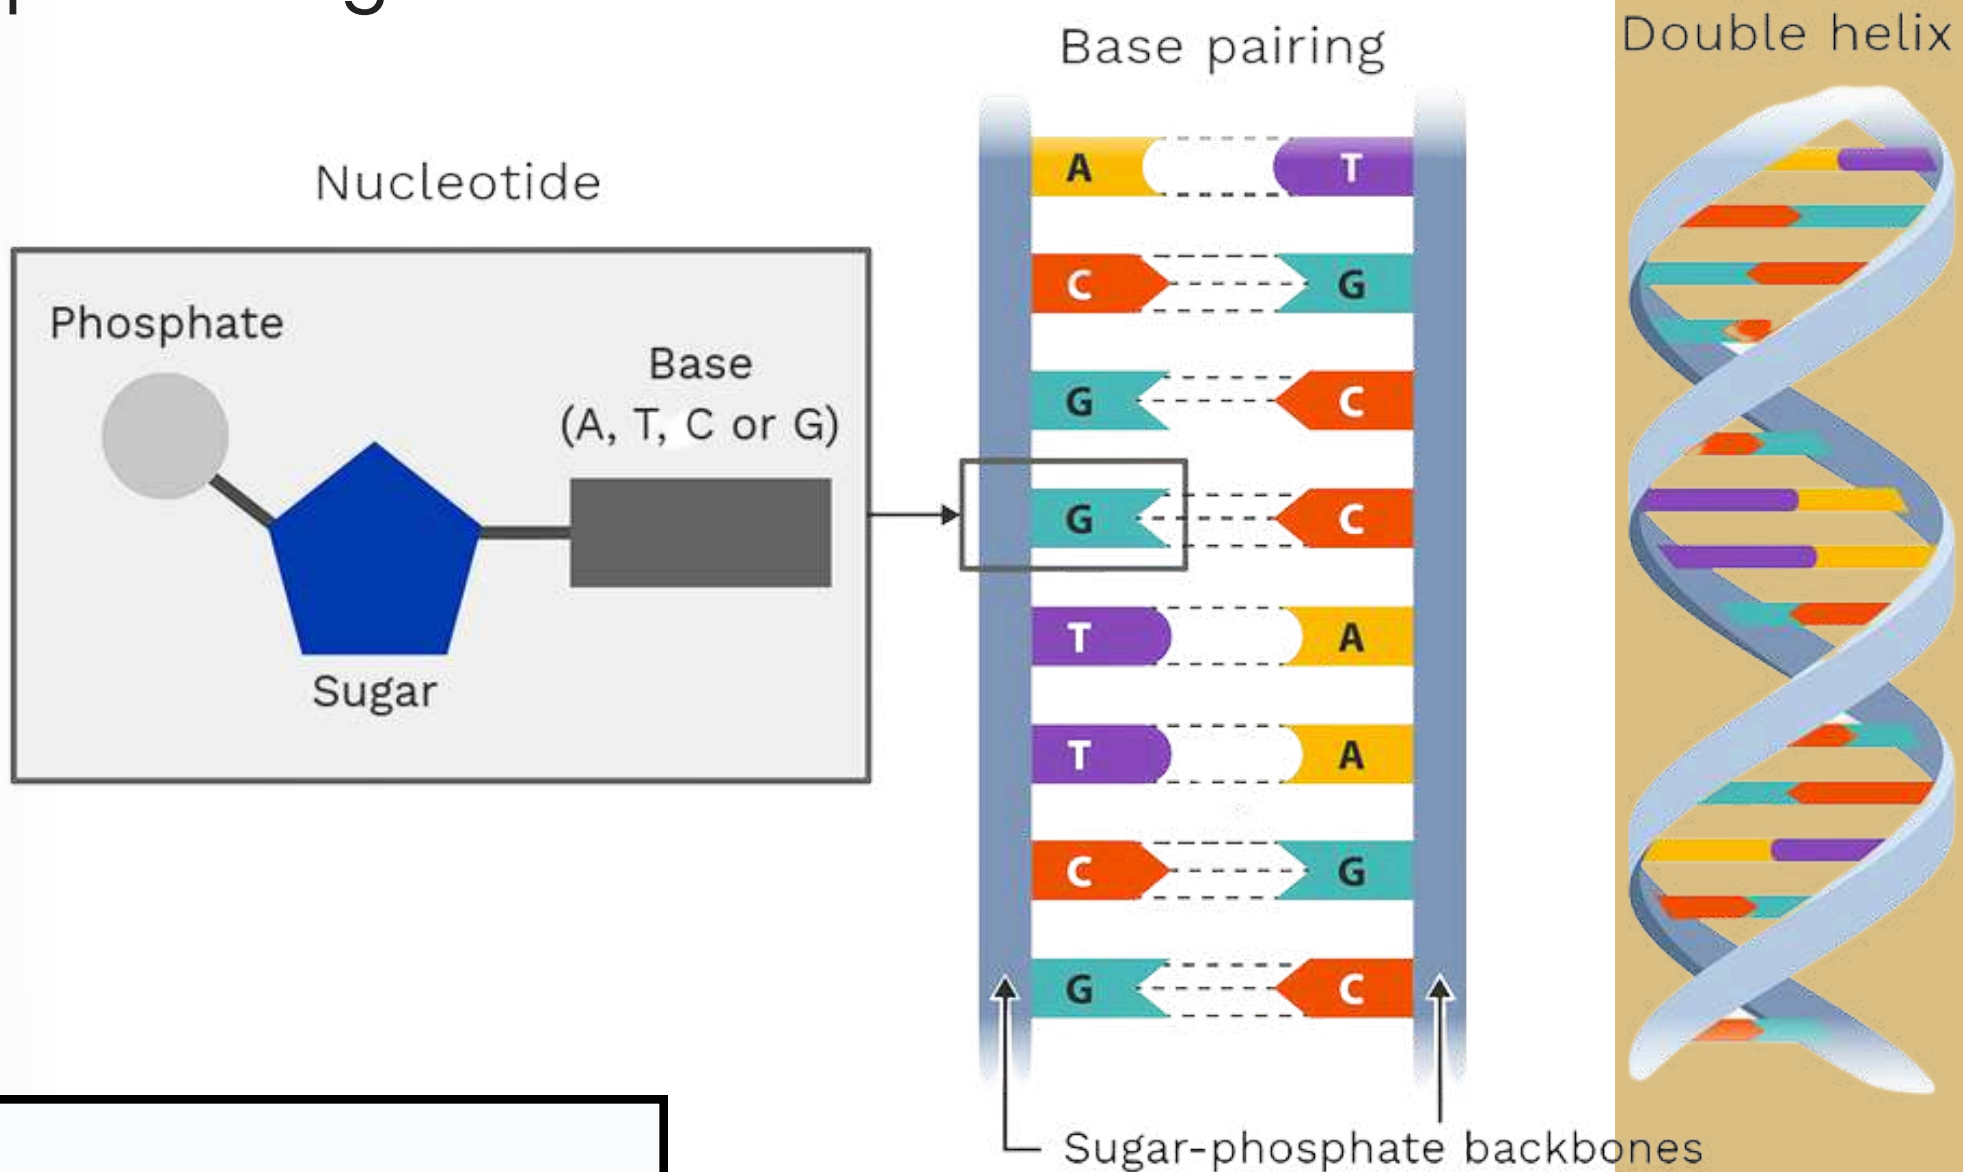 Nucleotide
Phosphate
Base
(A, T, C or G)
Sugar
Base pairing
A T
C G
G C
G C
T A
T A
C G
G C
Sugar-phosphate backbones
Double helix